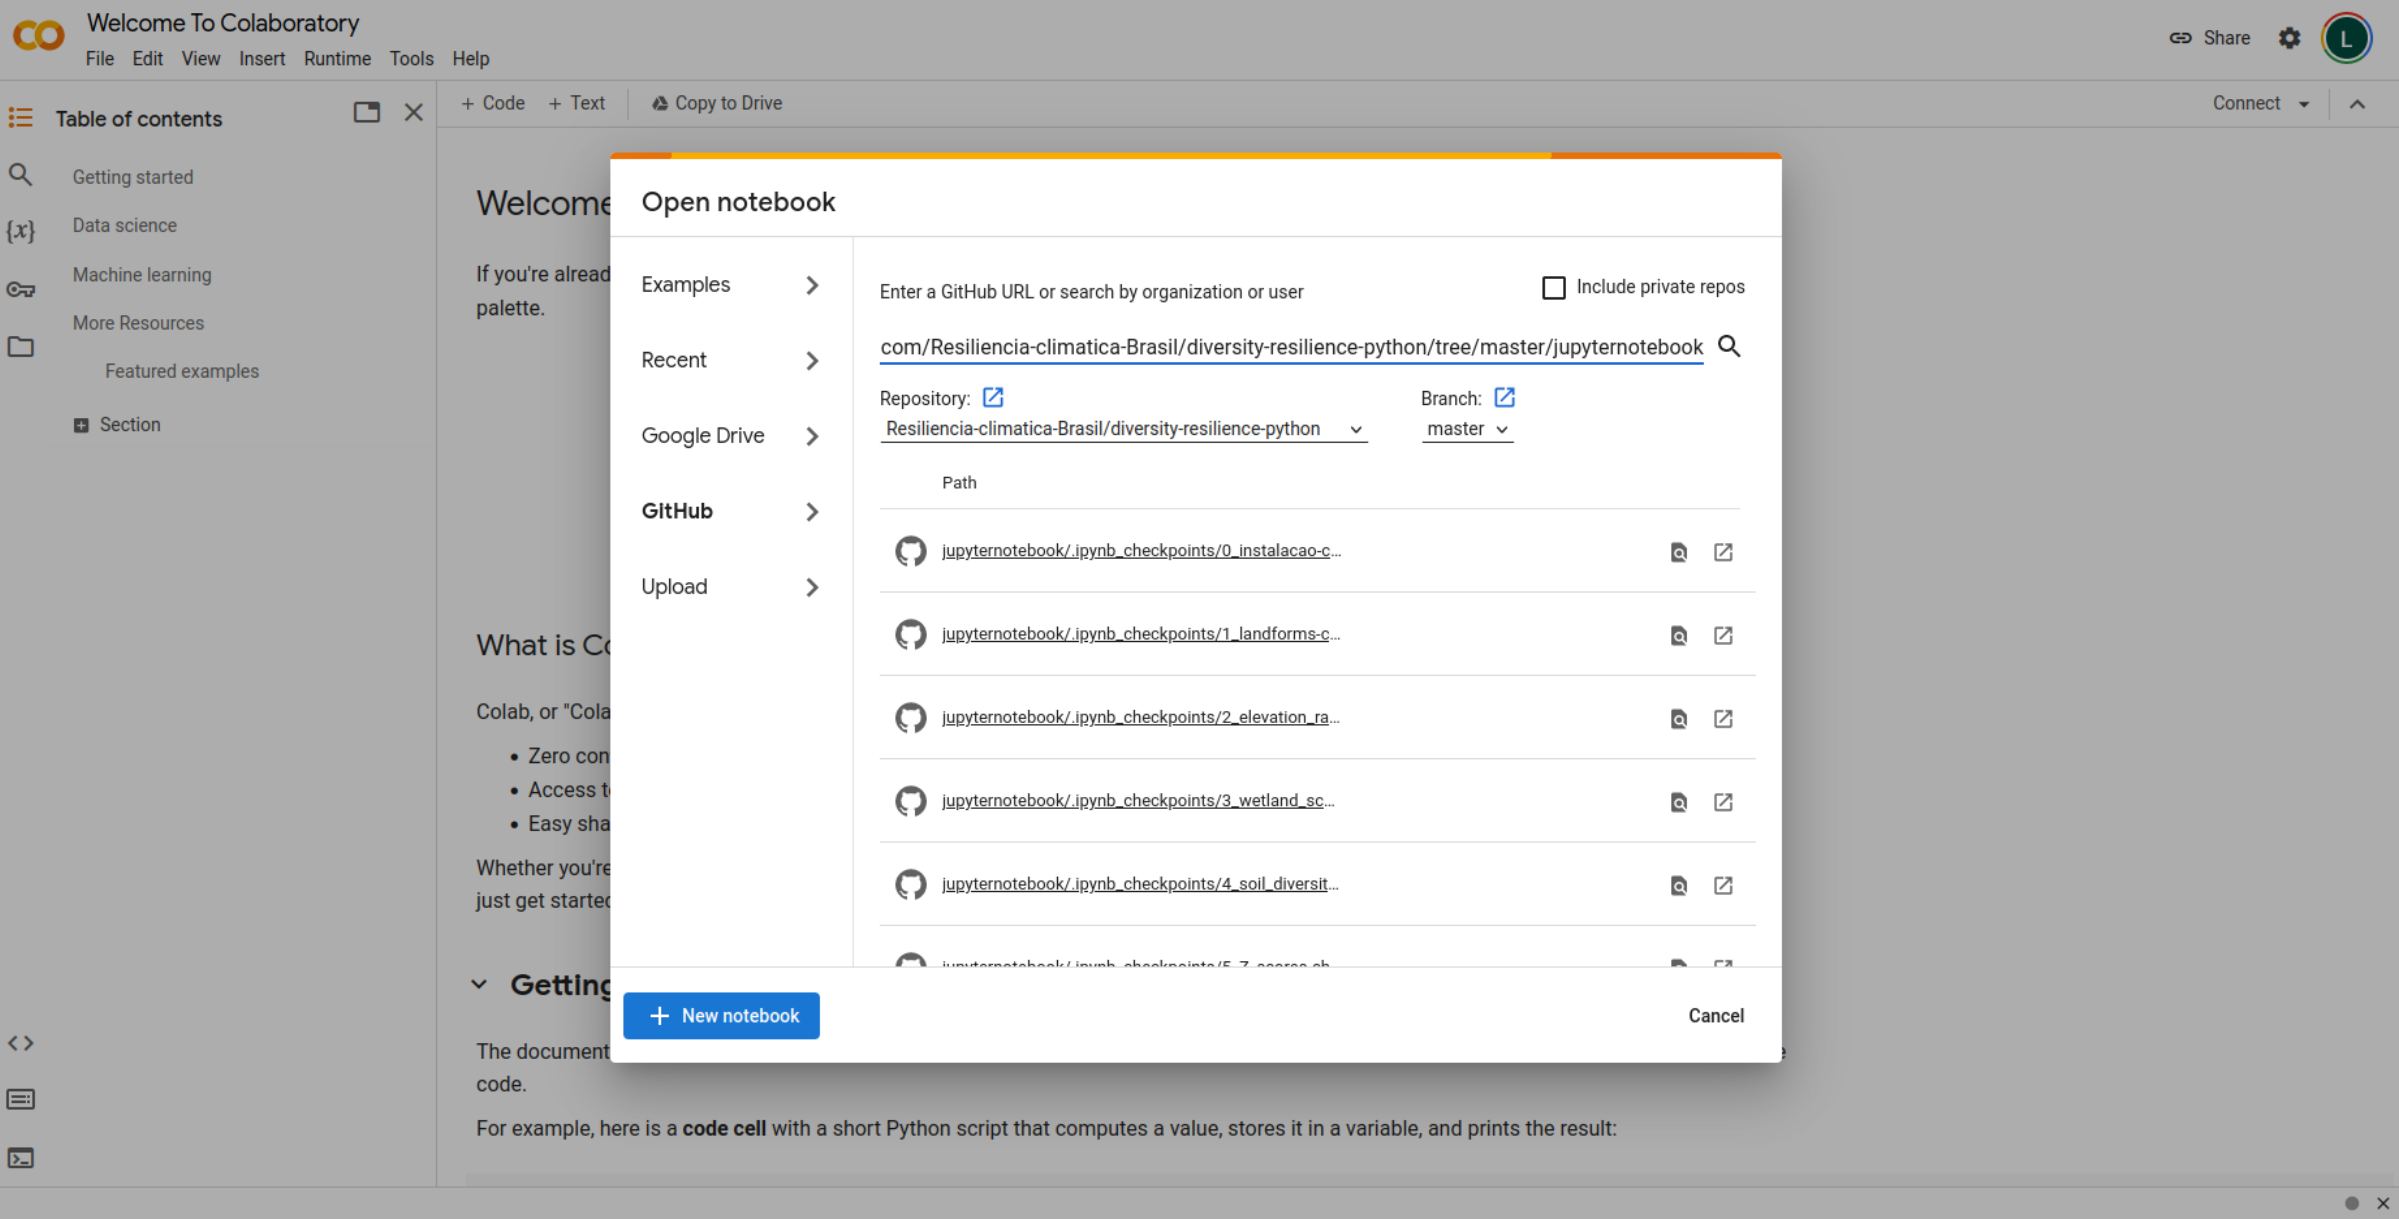 Welcome To Colaboratory
File Edit View Insert Runtime Tools Help
Share
L
Table of contents
+ Code + Text Copy to Drive
Connect
Getting started
Data science
Machine learning
More Resources
Featured examples
Section
Welcome
If you're alread
palette.
What is Co
Colab, or "Cola
• Zero con
• Access t
• Easy sha
Whether you're
just get started
Getting
The document
e
code.
For example, here is a code cell with a short Python script that computes a value, stores it in a variable, and prints the result:
Open notebook
Examples
Recent
Google Drive
GitHub
Upload
Enter a GitHub URL or search by organization or user
Include private repos
com/Resiliencia-climatica-Brasil/diversity-resilience-python/tree/master/jupyternotebook
Repository:
Branch:
Resiliencia-climatica-Brasil/diversity-resilience-python
master
Path
jupyternotebook/.ipynb_checkpoints/0_instalacao-c...
jupyternotebook/.ipynb_checkpoints/1_landforms-c...
jupyternotebook/.ipynb_checkpoints/2_elevation_ra...
jupyternotebook/.ipynb_checkpoints/3_wetland_sc...
jupyternotebook/.ipynb_checkpoints/4_soil_diversit...
+ New notebook
Cancel